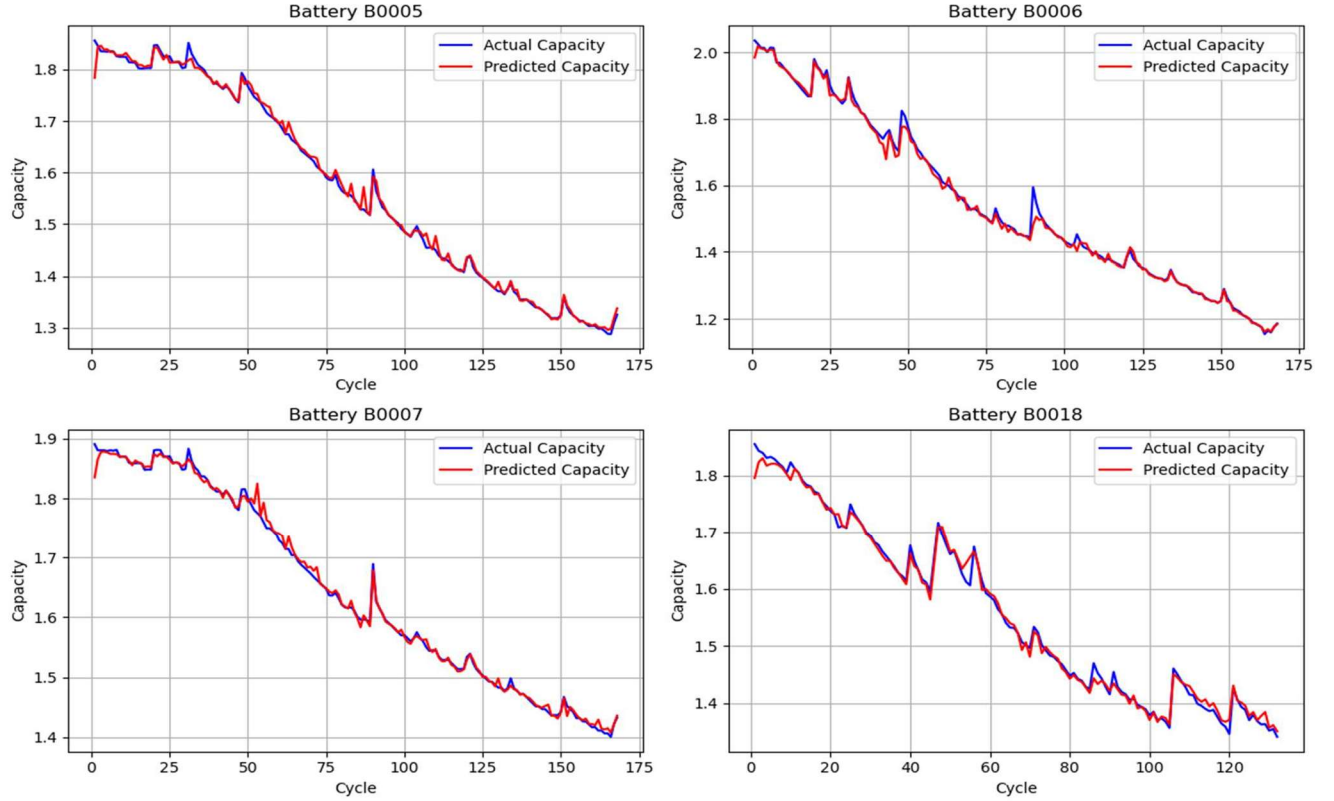 Battery B0005
Actual Capacity
Predicted Capacity
Capacity
1.8
1.7
1.6
1.5
1.4
1.3
0 25 50 75 100 125 150 175
Cycle
Battery B0006
Actual Capacity
Predicted Capacity
Capacity
2.0
1.8
1.6
1.4
1.2
0 25 50 75 100 125 150 175
Cycle
Battery B0007
Actual Capacity
Predicted Capacity
Capacity
1.9
1.8
1.7
1.6
1.5
1.4
0 25 50 75 100 125 150 175
Cycle
Battery B0018
Actual Capacity
Predicted Capacity
Capacity
1.8
1.7
1.6
1.5
1.4
0 20 40 60 80 100 120
Cycle